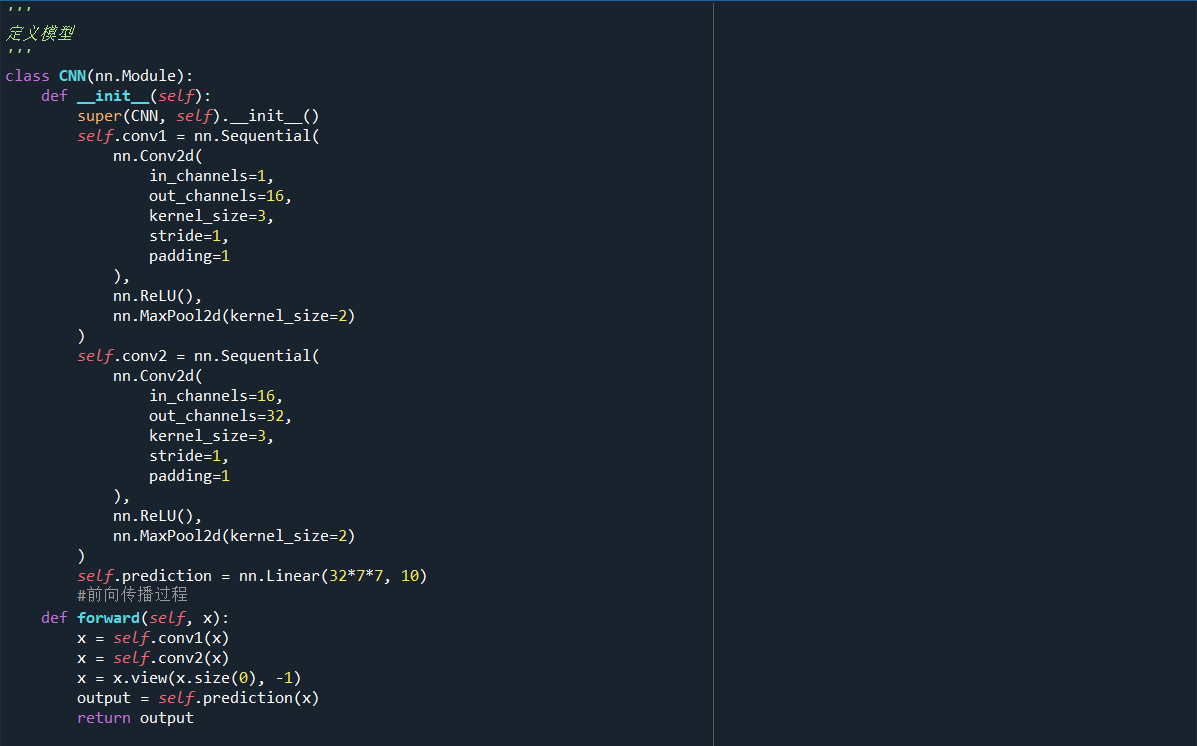 '''
定义模型
'''
class CNN(nn.Module):
    def __init__(self):
        super(CNN, self).__init__()
        self.conv1 = nn.Sequential(
            nn.Conv2d(
                in_channels=1,
                out_channels=16,
                kernel_size=3,
                stride=1,
                padding=1
            ),
            nn.ReLU(),
            nn.MaxPool2d(kernel_size=2)
        )
        self.conv2 = nn.Sequential(
            nn.Conv2d(
                in_channels=16,
                out_channels=32,
                kernel_size=3,
                stride=1,
                padding=1
            ),
            nn.ReLU(),
            nn.MaxPool2d(kernel_size=2)
        )
        self.prediction = nn.Linear(32*7*7, 10)
        #前向传播过程
    def forward(self, x):
        x = self.conv1(x)
        x = self.conv2(x)
        x = x.view(x.size(0), -1)
        output = self.prediction(x)
        return output